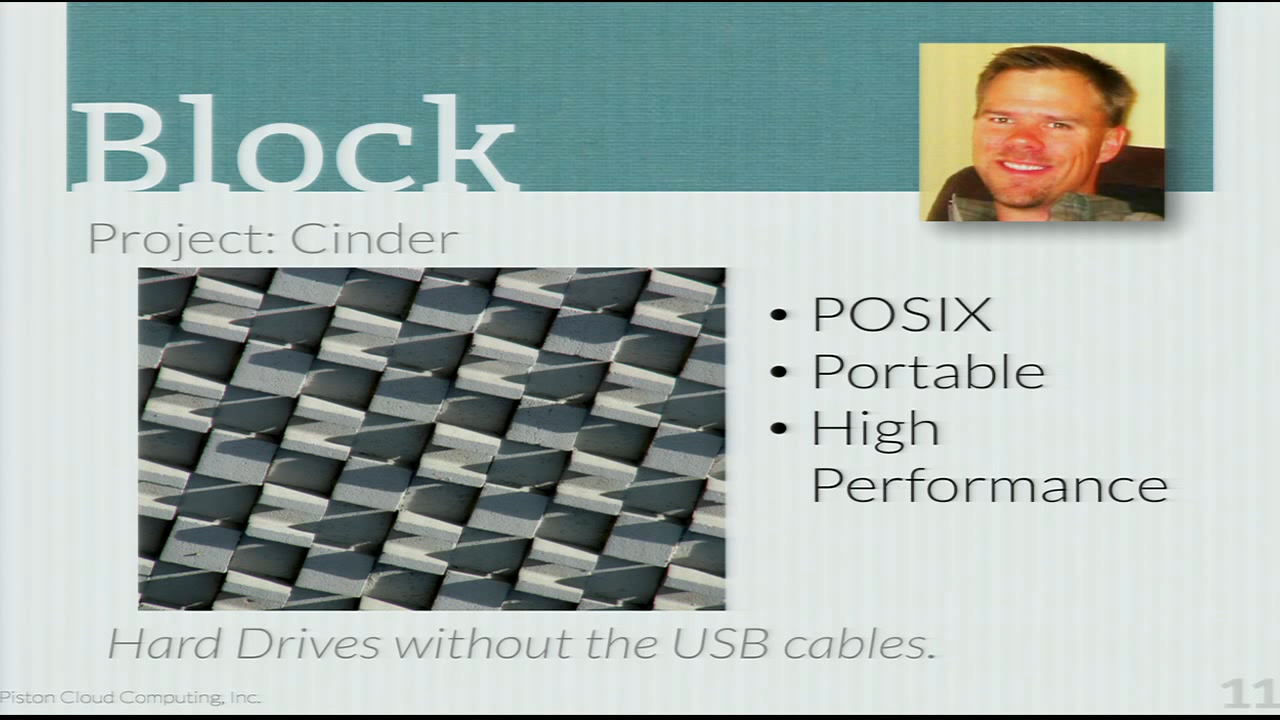 Block
Project: Cinder
• POSIX
• Portable
• High
Performance
Hard Drives without the USB cables.
Piston Cloud Computing, Inc.
11